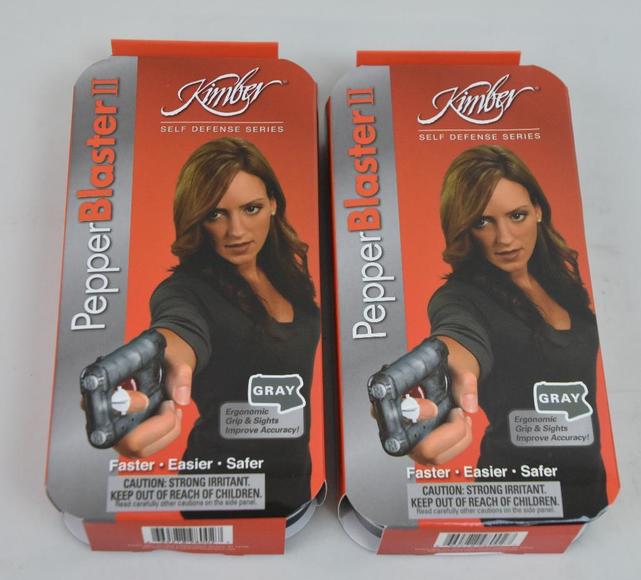 Kimber
SELF DEFENSE SERIES
PepperBlaster II
GRAY
Ergonomic
Grip & Sights
Improve Accuracy!
Faster • Easier • Safer
CAUTION: STRONG IRRITANT.
KEEP OUT OF REACH OF CHILDREN.
Read carefully other cautions on the side panel.
Kimber
SELF DEFENSE SERIES
PepperBlaster II
GRAY
Ergonomic
Grip & Sights
Improve Accuracy!
Faster • Easier • Safer
CAUTION: STRONG IRRITANT.
KEEP OUT OF REACH OF CHILDREN.
Read carefully other cautions on the side panel.